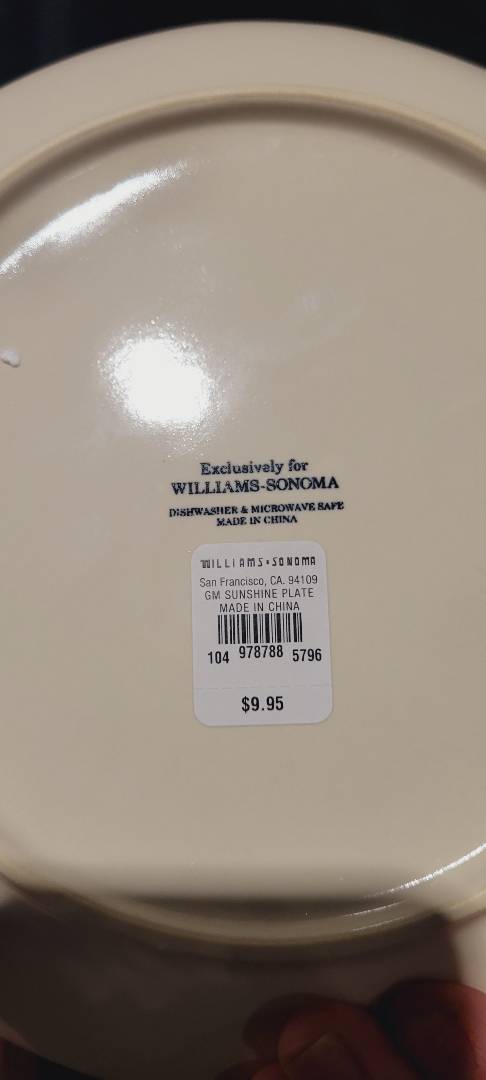 Exclusively for
WILLIAMS-SONOMA
DISHWASHER & MICROWAVE SAFE
MADE IN CHINA
WILLIAMS-SONOMA
San Francisco, CA. 94109
GM SUNSHINE PLATE
MADE IN CHINA
104 978788 5796
$9.95